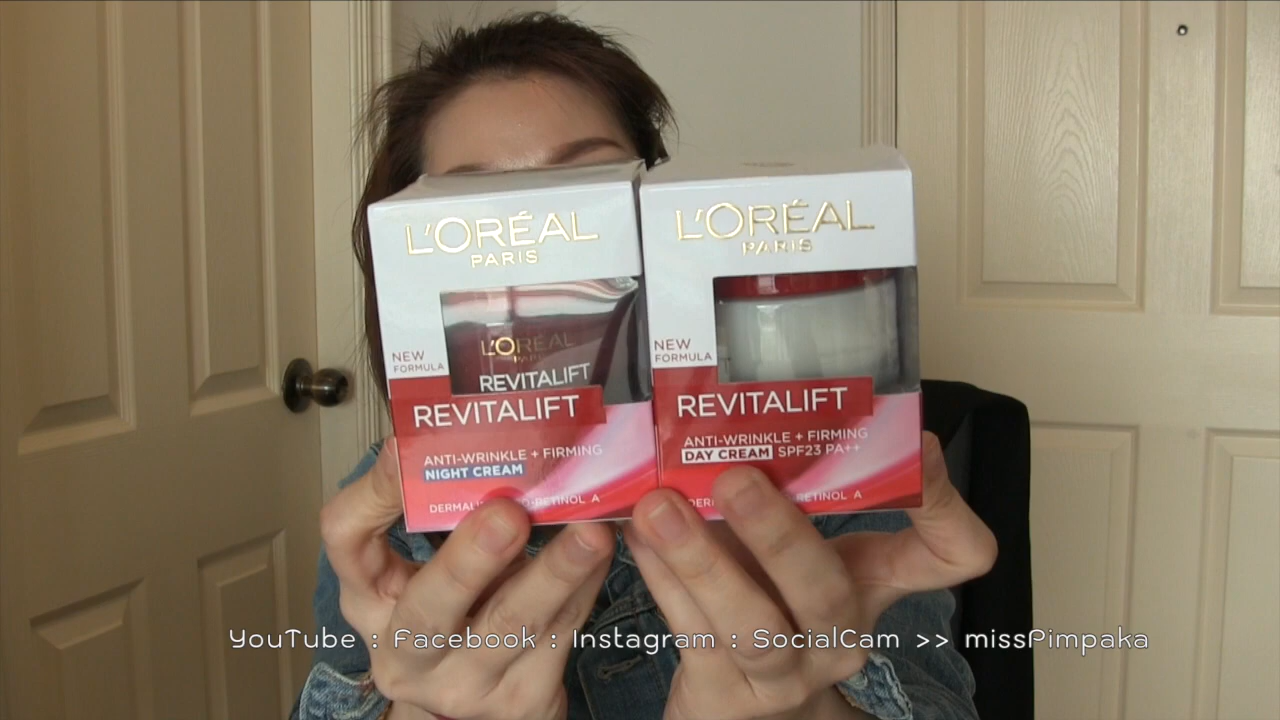 L'ORÉAL
PARIS
L'ORÉAL
PARIS
REVITALIFT
NEW
FORMULA
REVITALIFT
ANTI-WRINKLE + FIRMING
NIGHT CREAM
RETINOL A
L'ORÉAL
PARIS
NEW
FORMULA
REVITALIFT
ANTI-WRINKLE + FIRMING
DAY CREAM SPF23 PA++
RETINOL A
YouTube : Facebook : Instagram : SocialCam >> missPimpaka